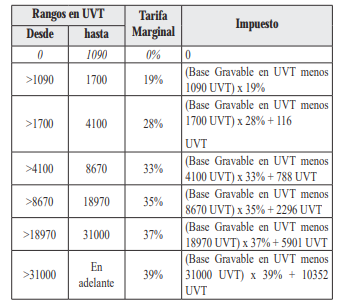 Rangos en UVT
Tarifa
Marginal
Impuesto
Desde
hasta
0
1090
0%
0
>1090
1700
19%
(Base Gravable en UVT menos
1090 UVT) x 19%
>1700
4100
28%
(Base Gravable en UVT menos
1700 UVT) x 28% + 116
UVT
>4100
8670
33%
(Base Gravable en UVT menos
4100 UVT) x 33% + 788 UVT
>8670
18970
35%
(Base Gravable en UVT menos
8670 UVT) x 35% + 2296 UVT
>18970
31000
37%
(Base Gravable en UVT menos
18970 UVT) x 37% + 5901 UVT
>31000
En
adelante
39%
(Base Gravable en UVT menos
31000 UVT) x 39% + 10352
UVT